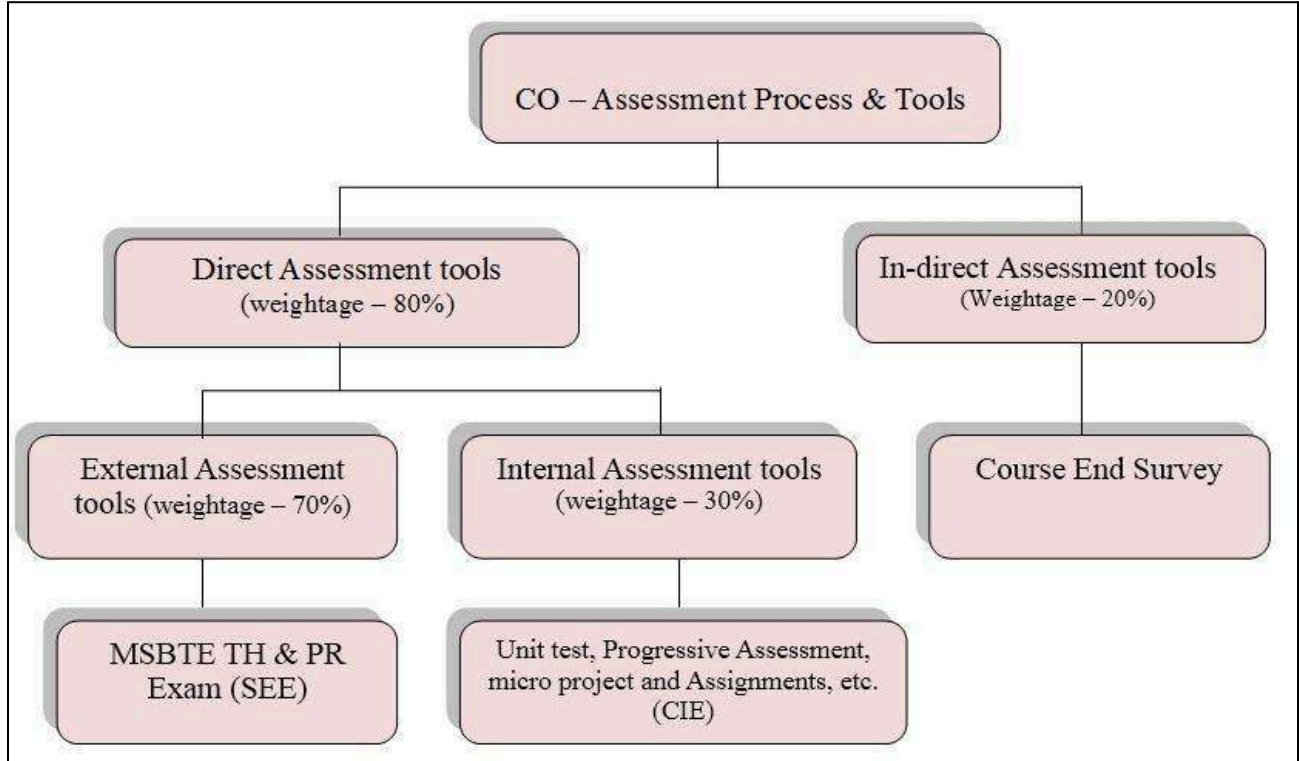 CO – Assessment Process & Tools
Direct Assessment tools
(weightage – 80%)
In-direct Assessment tools
(Weightage – 20%)
External Assessment
tools (weightage – 70%)
Internal Assessment tools
(weightage – 30%)
Course End Survey
MSBTE TH & PR
Exam (SEE)
Unit test, Progressive Assessment,
micro project and Assignments, etc.
(CIE)